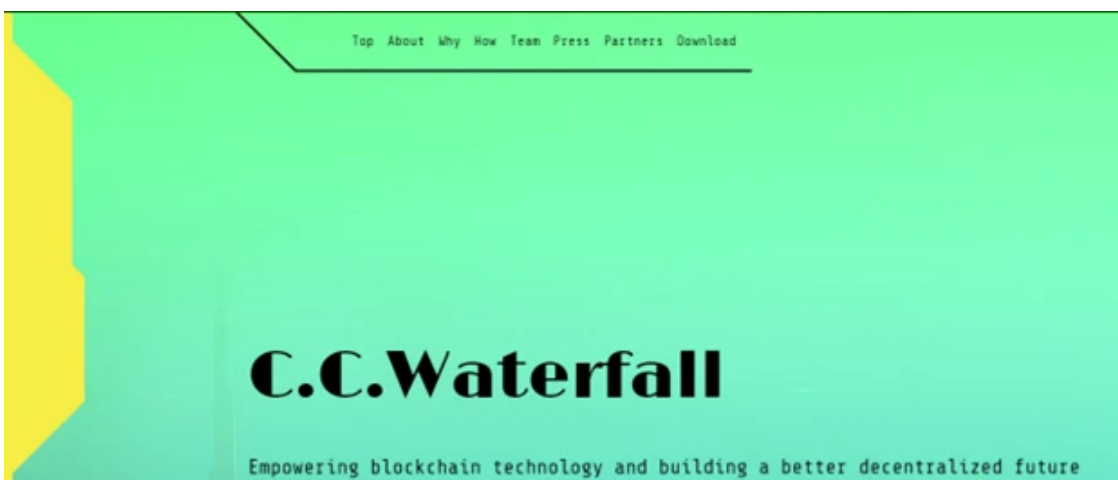 Top About Why How Team Press Partners Download
C.C.Waterfall
Empowering blockchain technology and building a better decentralized future